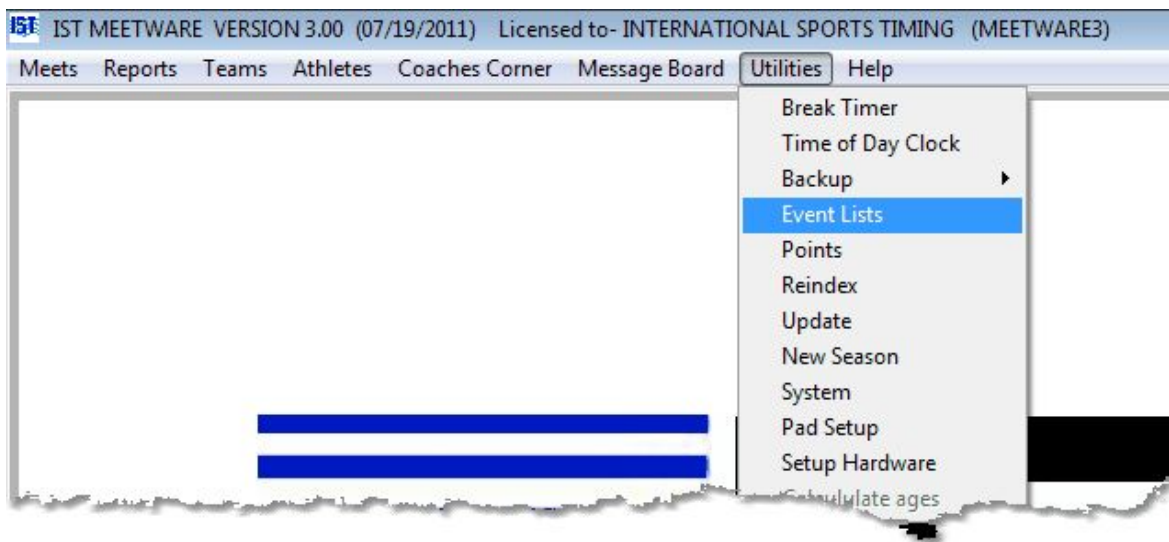 IST IST MEETWARE VERSION 3.00 (07/19/2011) Licensed to- INTERNATIONAL SPORTS TIMING (MEETWARE3)
Meets Reports Teams Athletes Coaches Corner Message Board Utilities Help
Break Timer
Time of Day Clock
Backup
Event Lists
Points
Reindex
Update
New Season
System
Pad Setup
Setup Hardware
ages